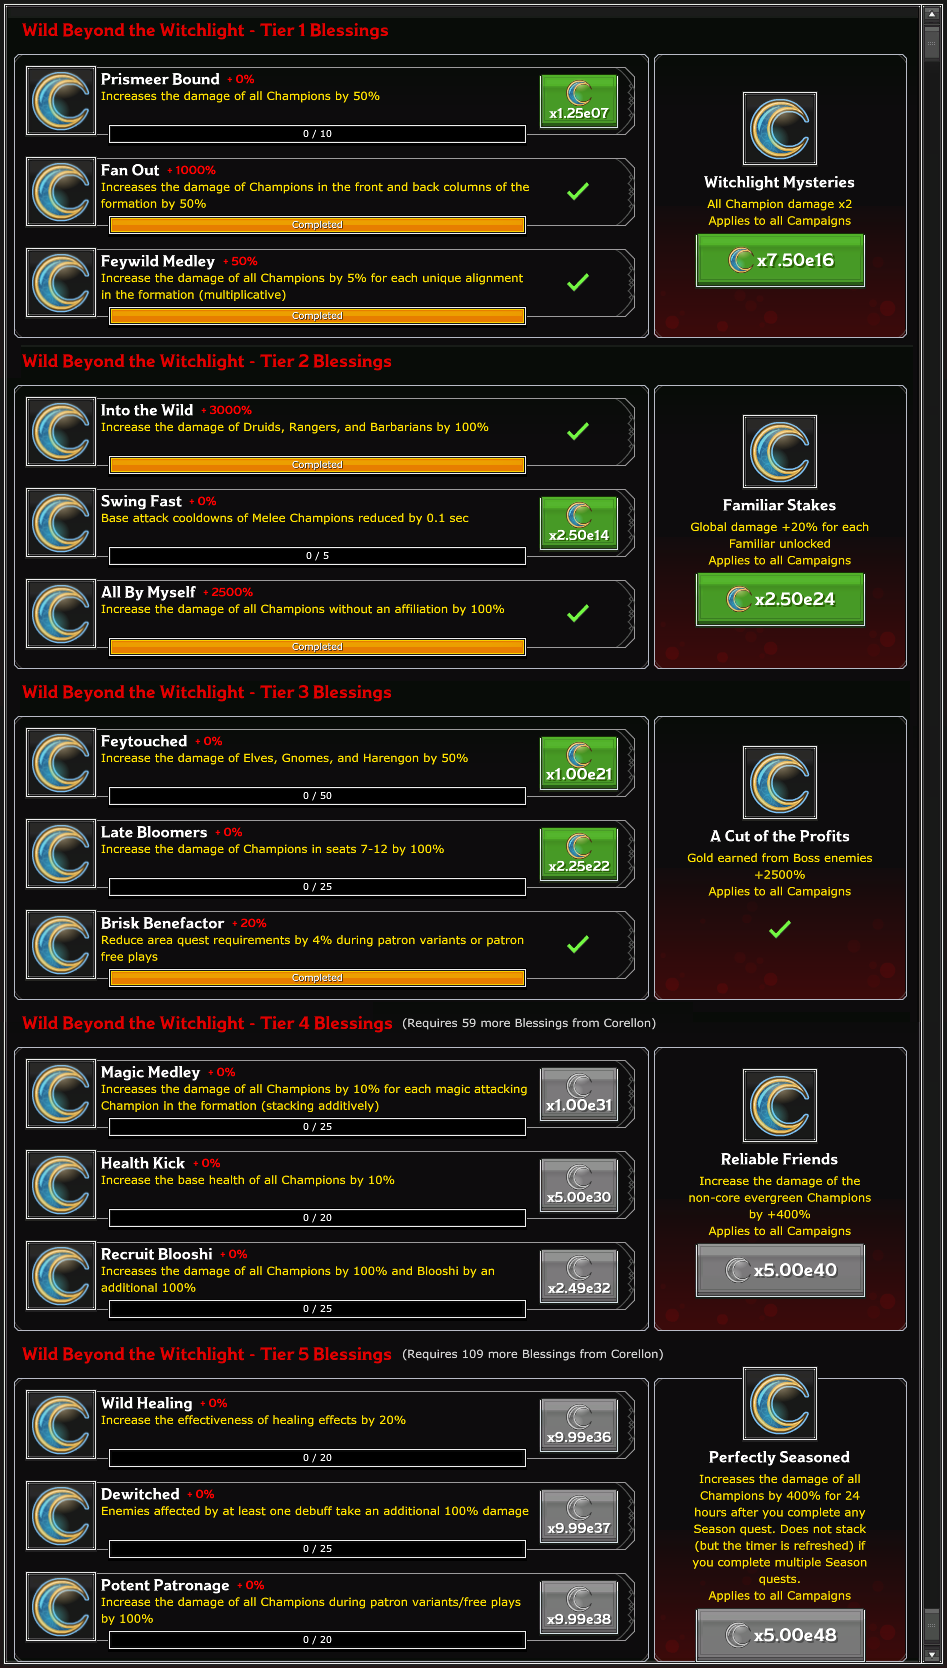 Wild Beyond the Witchlight - Tier 1 Blessings
Prismeer Bound + 0%
Increases the damage of all Champions by 50%
x1.25e07
0 / 10
Fan Out + 1000%
Increases the damage of Champions in the front and back columns of the
formation by 50%
Completed
Feywild Medley + 50%
Increase the damage of all Champions by 5% for each unique alignment
in the formation (multiplicative)
Completed
Witchlight Mysteries
All Champion damage x2
Applies to all Campaigns
x7.50e16
Wild Beyond the Witchlight - Tier 2 Blessings
Into the Wild + 3000%
Increase the damage of Druids, Rangers, and Barbarians by 100%
Completed
Swing Fast + 0%
Base attack cooldowns of Melee Champions reduced by 0.1 sec
x2.50e14
0 / 5
All By Myself + 2500%
Increase the damage of all Champions without an affiliation by 100%
Completed
Familiar Stakes
Global damage +20% for each
Familiar unlocked
Applies to all Campaigns
x2.50e24
Wild Beyond the Witchlight - Tier 3 Blessings
Feytouched + 0%
Increase the damage of Elves, Gnomes, and Harengon by 50%
x1.00e21
0 / 50
Late Bloomers + 0%
Increase the damage of Champions in seats 7-12 by 100%
x2.25e22
0 / 25
Brisk Benefactor + 20%
Reduce area quest requirements by 4% during patron variants or patron
free plays
Completed
A Cut of the Profits
Gold earned from Boss enemies
+2500%
Applies to all Campaigns
Wild Beyond the Witchlight - Tier 4 Blessings (Requires 59 more Blessings from Corellon)
Magic Medley + 0%
Increases the damage of all Champions by 10% for each magic attacking
Champion in the formation (stacking additively)
x1.00e31
0 / 25
Health Kick + 0%
Increase the base health of all Champions by 10%
x5.00e30
0 / 20
Recruit Blooshi + 0%
Increases the damage of all Champions by 100% and Blooshi by an
additional 100%
x2.49e32
0 / 25
Reliable Friends
Increase the damage of the
non-core evergreen Champions
by +400%
Applies to all Campaigns
x5.00e40
Wild Beyond the Witchlight - Tier 5 Blessings (Requires 109 more Blessings from Corellon)
Wild Healing + 0%
Increase the effectiveness of healing effects by 20%
x9.99e36
0 / 20
Dewitched + 0%
Enemies affected by at least one debuff take an additional 100% damage
x9.99e37
0 / 25
Potent Patronage + 0%
Increase the damage of all Champions during patron variants/free plays
by 100%
x9.99e38
0 / 20
Perfectly Seasoned
Increases the damage of all
Champions by 400% for 24
hours after you complete any
Season quest. Does not stack
(but the timer is refreshed) if
you complete multiple Season
quests.
Applies to all Campaigns
x5.00e48